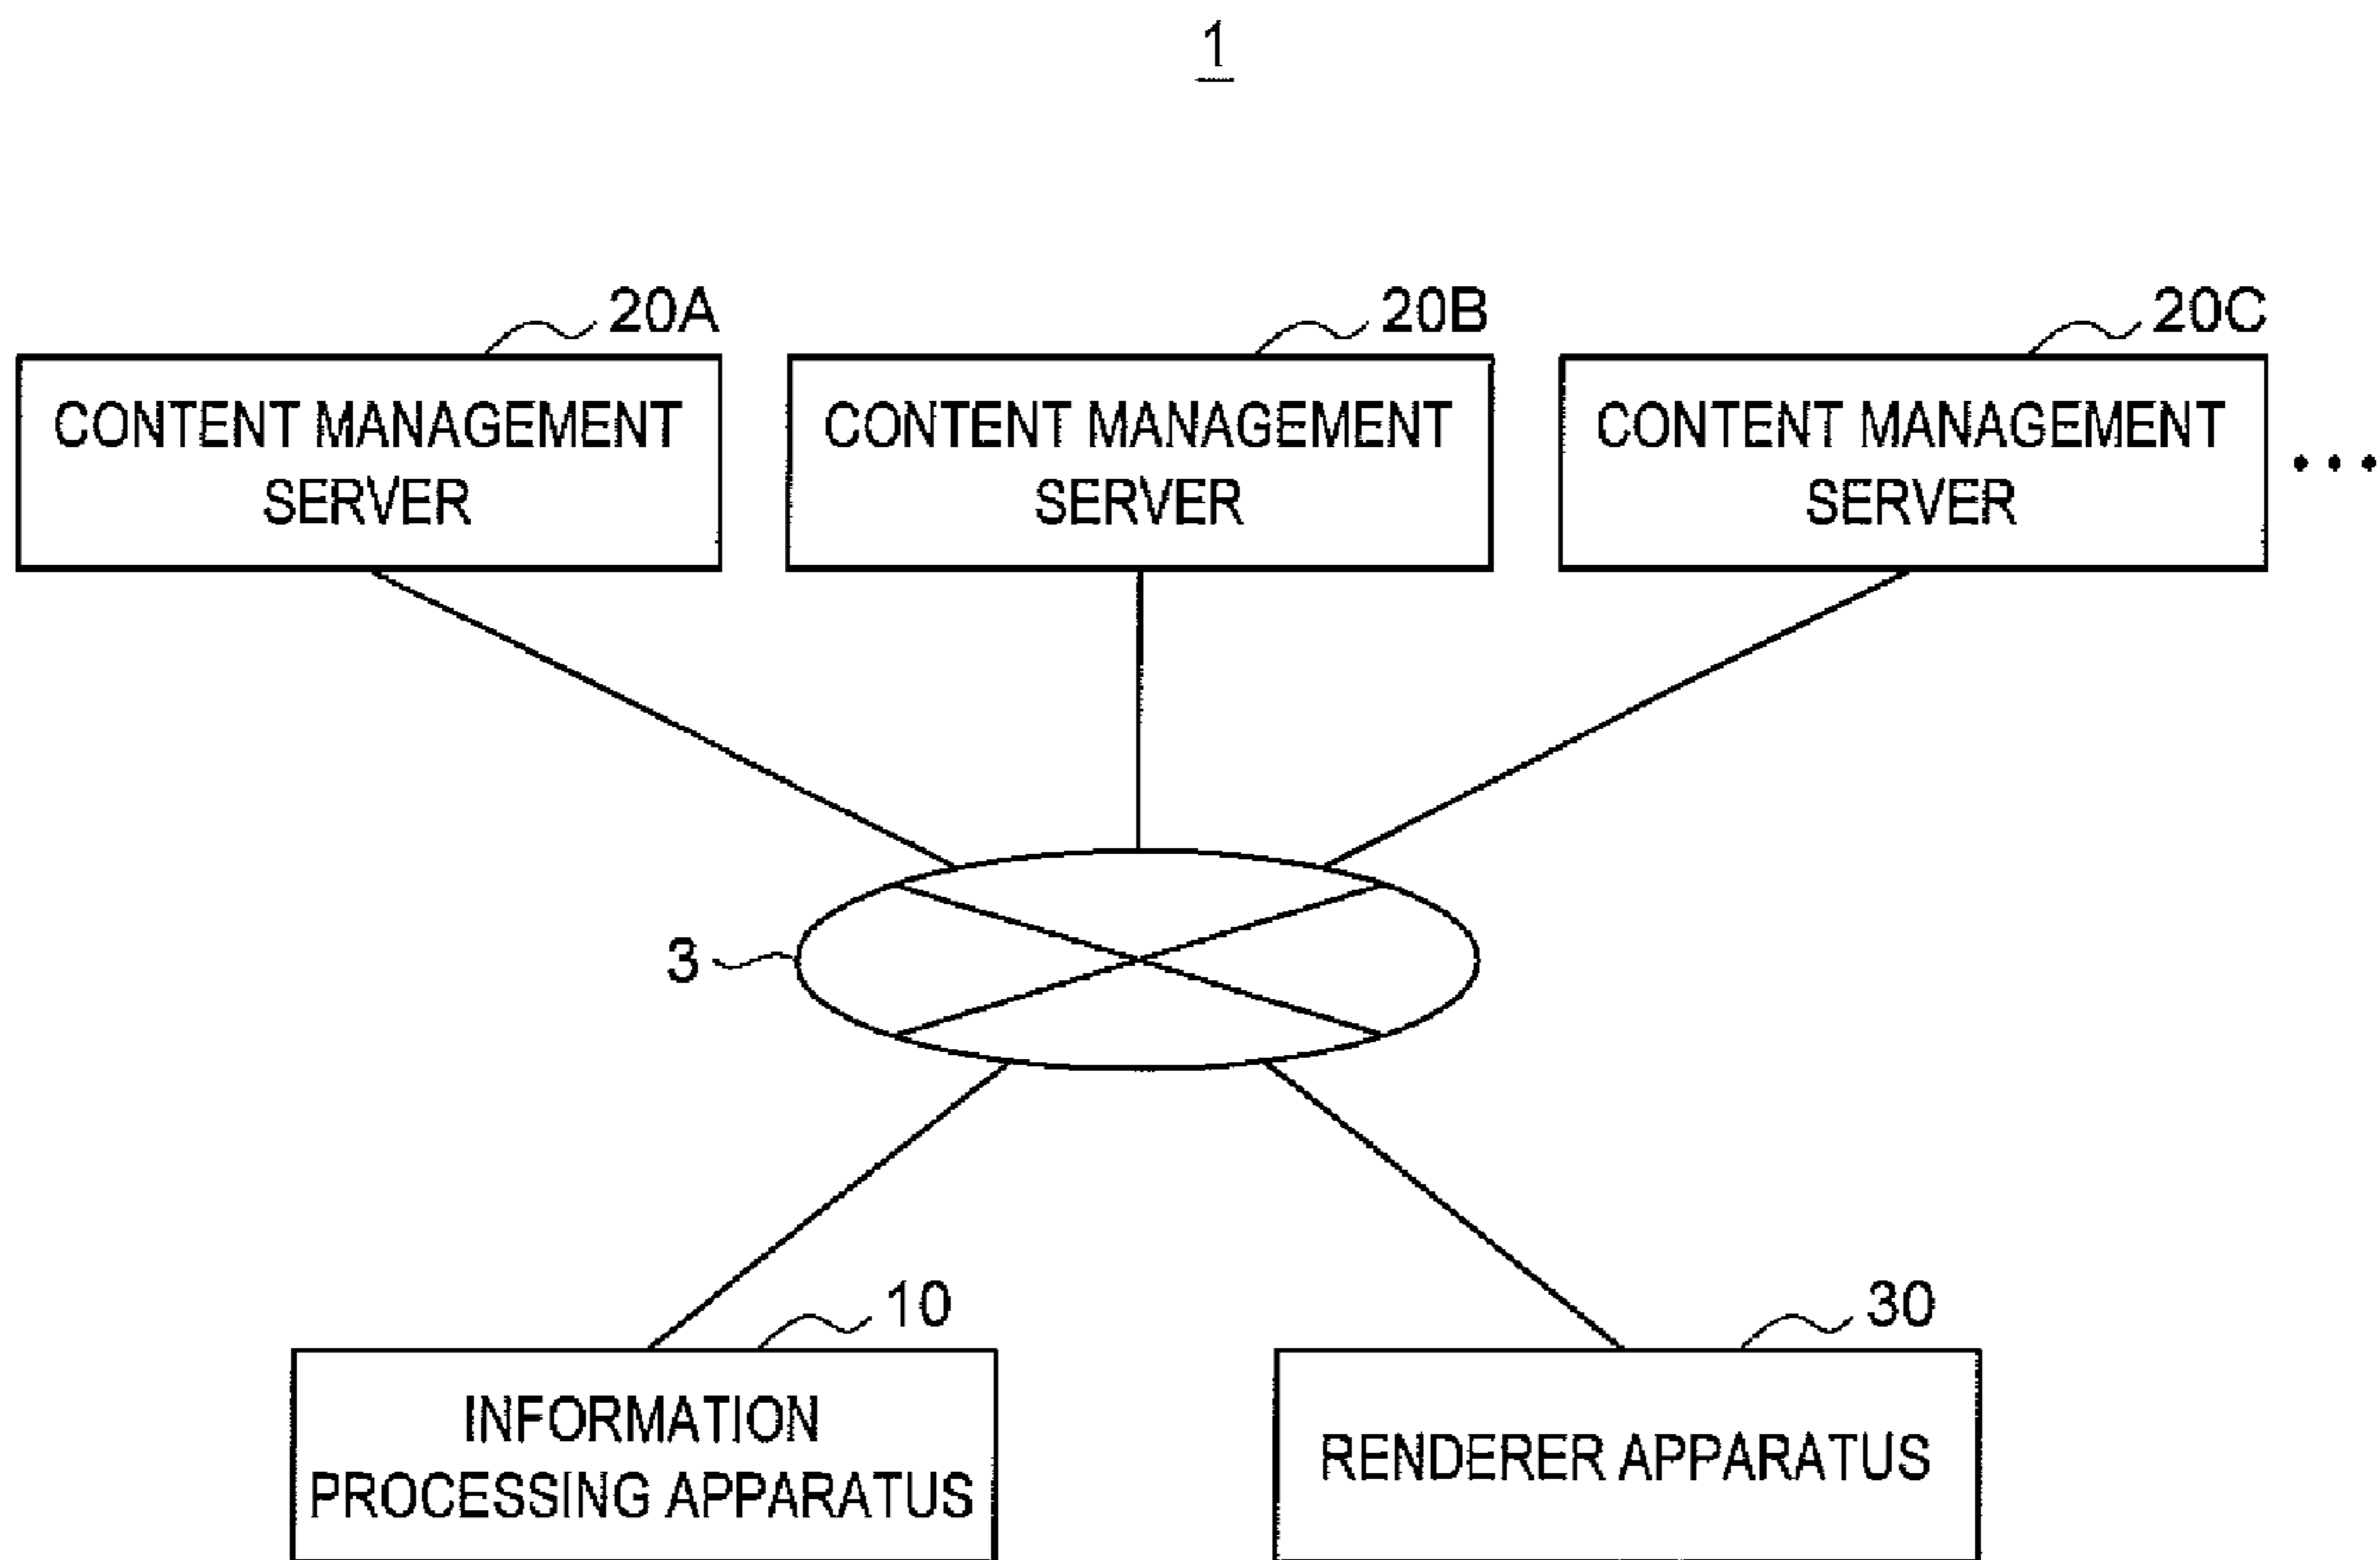 1
20A
20B
20C
CONTENT MANAGEMENT
SERVER
CONTENT MANAGEMENT
SERVER
CONTENT MANAGEMENT
SERVER
...
3
10
30
INFORMATION
PROCESSING APPARATUS
RENDERER APPARATUS